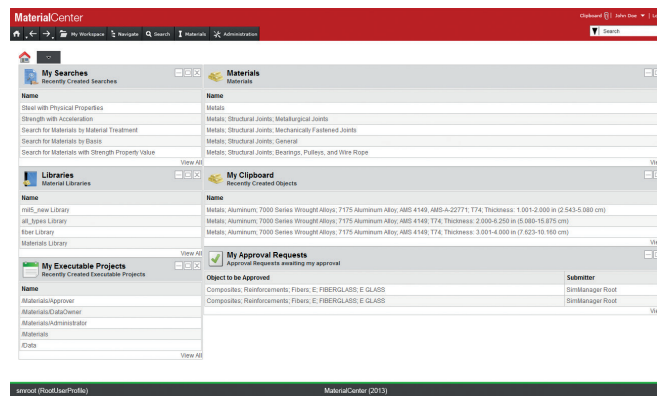 MaterialCenter
Clipboard | John Doe
My Workspace Navigate Search Materials Administration
Search
My Searches
Recently Created Searches
Name
Steel with Physical Properties
Strength with Acceleration
Search for Materials by Material Treatment
Search for Materials by Basis
Search for Materials with Strength Property Value
View All
Libraries
Material Libraries
Name
mil5_new Library
all_types Library
fiber Library
Materials Library
View All
My Executable Projects
Recently Created Executable Projects
Name
/Materials/Approver
/Materials/DataOwner
/Materials/Administrator
/Materials
/Data
View All
Materials
Materials
Name
Metals
Metals; Structural Joints; Metallurgical Joints
Metals; Structural Joints; Mechanically Fastened Joints
Metals; Structural Joints; General
Metals; Structural Joints; Bearings, Pulleys, and Wire Rope
My Clipboard
Recently Created Objects
Name
Metals; Aluminum; 7000 Series Wrought Alloys; 7175 Aluminum Alloy; AMS 4149, AMS-A-22771; T74; Thickness: 1.001-2.000 in (2.543-5.080 cm)
Metals; Aluminum; 7000 Series Wrought Alloys; 7175 Aluminum Alloy; AMS 4149; T74; Thickness: 2.000-6.250 in (5.080-15.875 cm)
Metals; Aluminum; 7000 Series Wrought Alloys; 7175 Aluminum Alloy; AMS 4149; T74; Thickness: 3.001-4.000 in (7.623-10.160 cm)
My Approval Requests
Approval Requests awaiting my approval
Object to be Approved Submitter
Composites; Reinforcements; Fibers; E; FIBERGLASS; E GLASS SimManager Root
Composites; Reinforcements; Fibers; E; FIBERGLASS; E GLASS SimManager Root
smroot (RootUserProfile) MaterialCenter (2013)